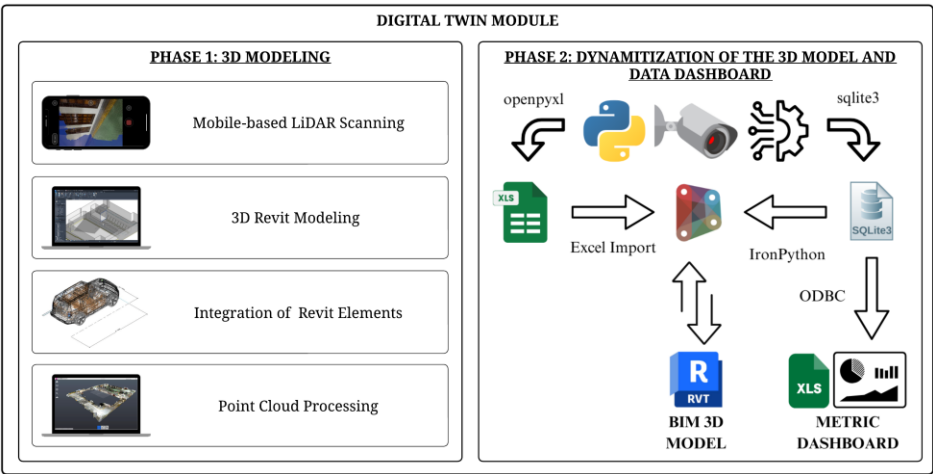 DIGITAL TWIN MODULE
PHASE 1: 3D MODELING
Mobile-based LiDAR Scanning
3D Revit Modeling
Integration of Revit Elements
Point Cloud Processing
PHASE 2: DYNAMITIZATION OF THE 3D MODEL AND
DATA DASHBOARD
openpyxl
sqlite3
XLS
SQLite3
Excel Import
IronPython
ODBC
R
RVT
XLS
BIM 3D
MODEL
METRIC
DASHBOARD